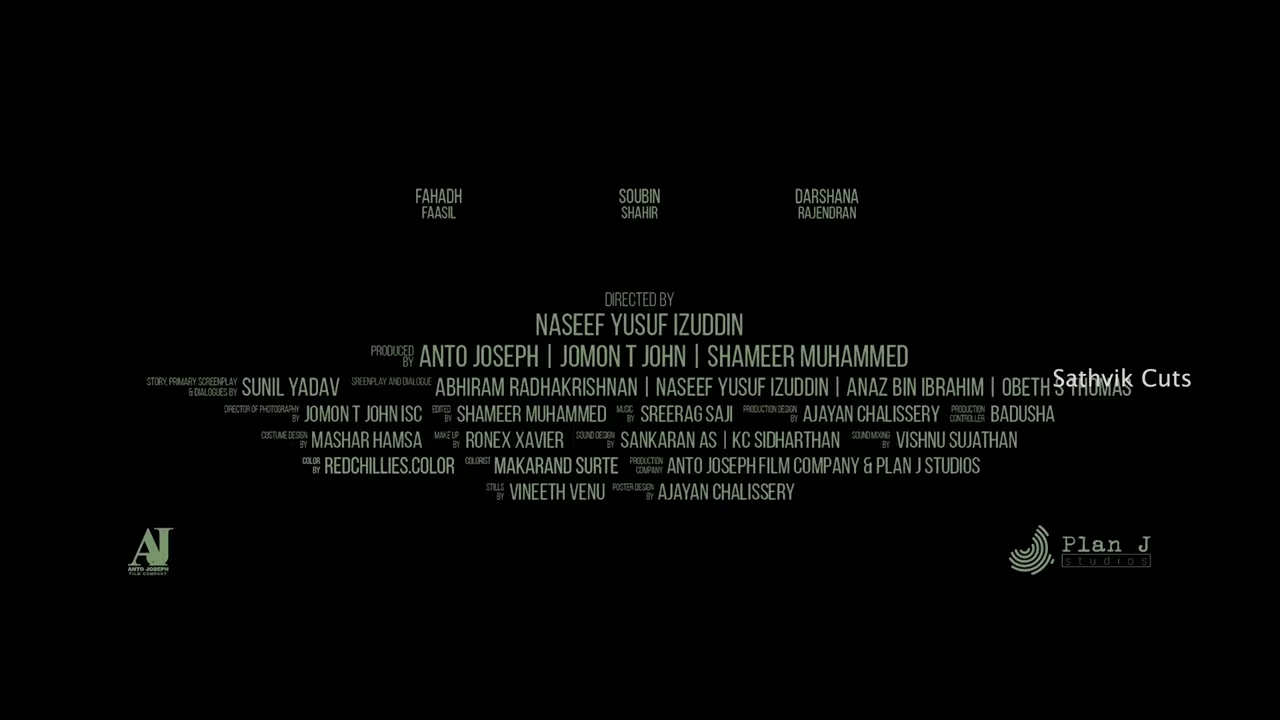 FAHADH SOUBIN DARSHANA
FAASIL SHAHIR RAJENDRAN
DIRECTED BY
NASEEF YUSUF IZUDDIN
PRODUCED BY ANTO JOSEPH | JOMON T JOHN | SHAMEER MUHAMMED
STORY, PRIMARY SCREENPLAY & DIALOGUES BY SUNIL YADAV SREENPLAY AND DIALOGUE ABHIRAM RADHAKRISHNAN | NASEEF YUSUF IZUDDIN | ANAZ BIN IBRAHIM | OBETH S THOMAS
Sathvik Cuts
DIRECTOR OF PHOTOGRAPHY BY JOMON T JOHN ISC EDITED BY SHAMEER MUHAMMED MUSIC BY SREERAG SAJI PRODUCTION DESIGN BY AJAYAN CHALISSERY PRODUCTION CONTROLLER BADUSHA
COSTUME DESIGN BY MASHAR HAMSA MAKE UP BY RONEX XAVIER SOUND DESIGN BY SANKARAN AS | KC SIDHARTHAN SOUND MIXING BY VISHNU SUJATHAN
COLOR BY REDCHILLIES.COLOR COLORIST MAKARAND SURTE PRODUCTION COMPANY ANTO JOSEPH FILM COMPANY & PLAN J STUDIOS
STILLS BY VINEETH VENU POSTER DESIGN BY AJAYAN CHALISSERY
AJ
ANTO JOSEPH
FILM COMPANY
Plan J
studios